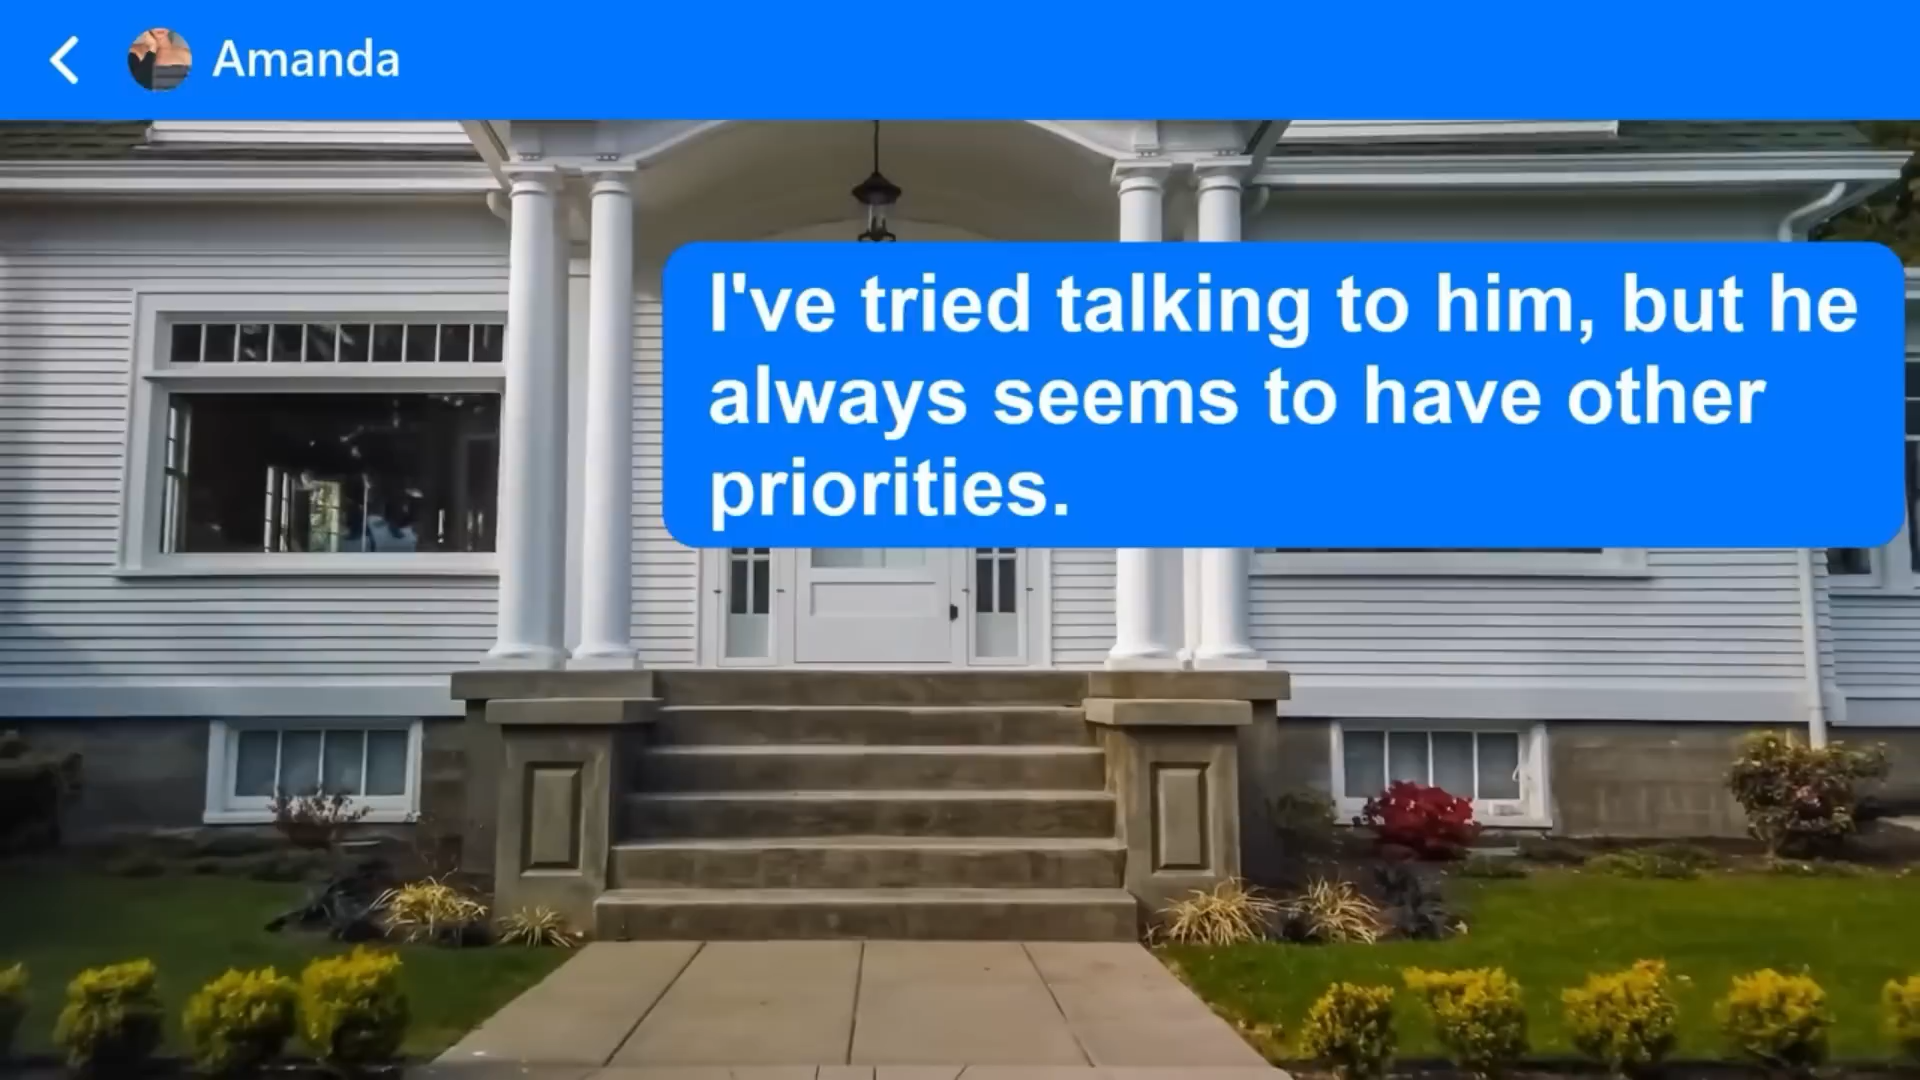 Amanda
I've tried talking to him, but he
always seems to have other
priorities.